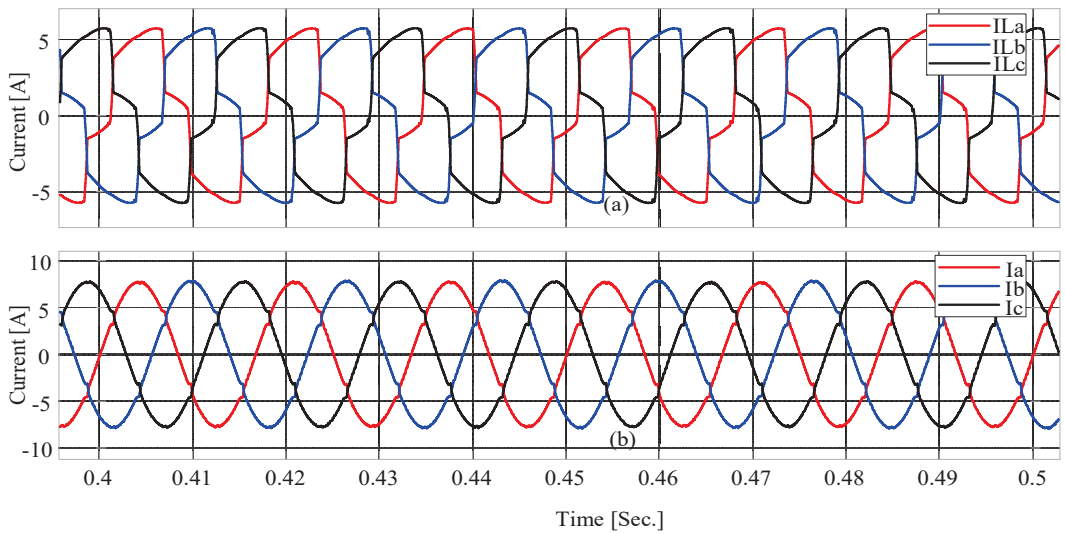 5
0
-5
Current [A]
ILa
ILb
ILc
(a)
10
5
0
-5
-10
Current [A]
Ia
Ib
Ic
(b)
0.4 0.41 0.42 0.43 0.44 0.45 0.46 0.47 0.48 0.49 0.5
Time [Sec.]